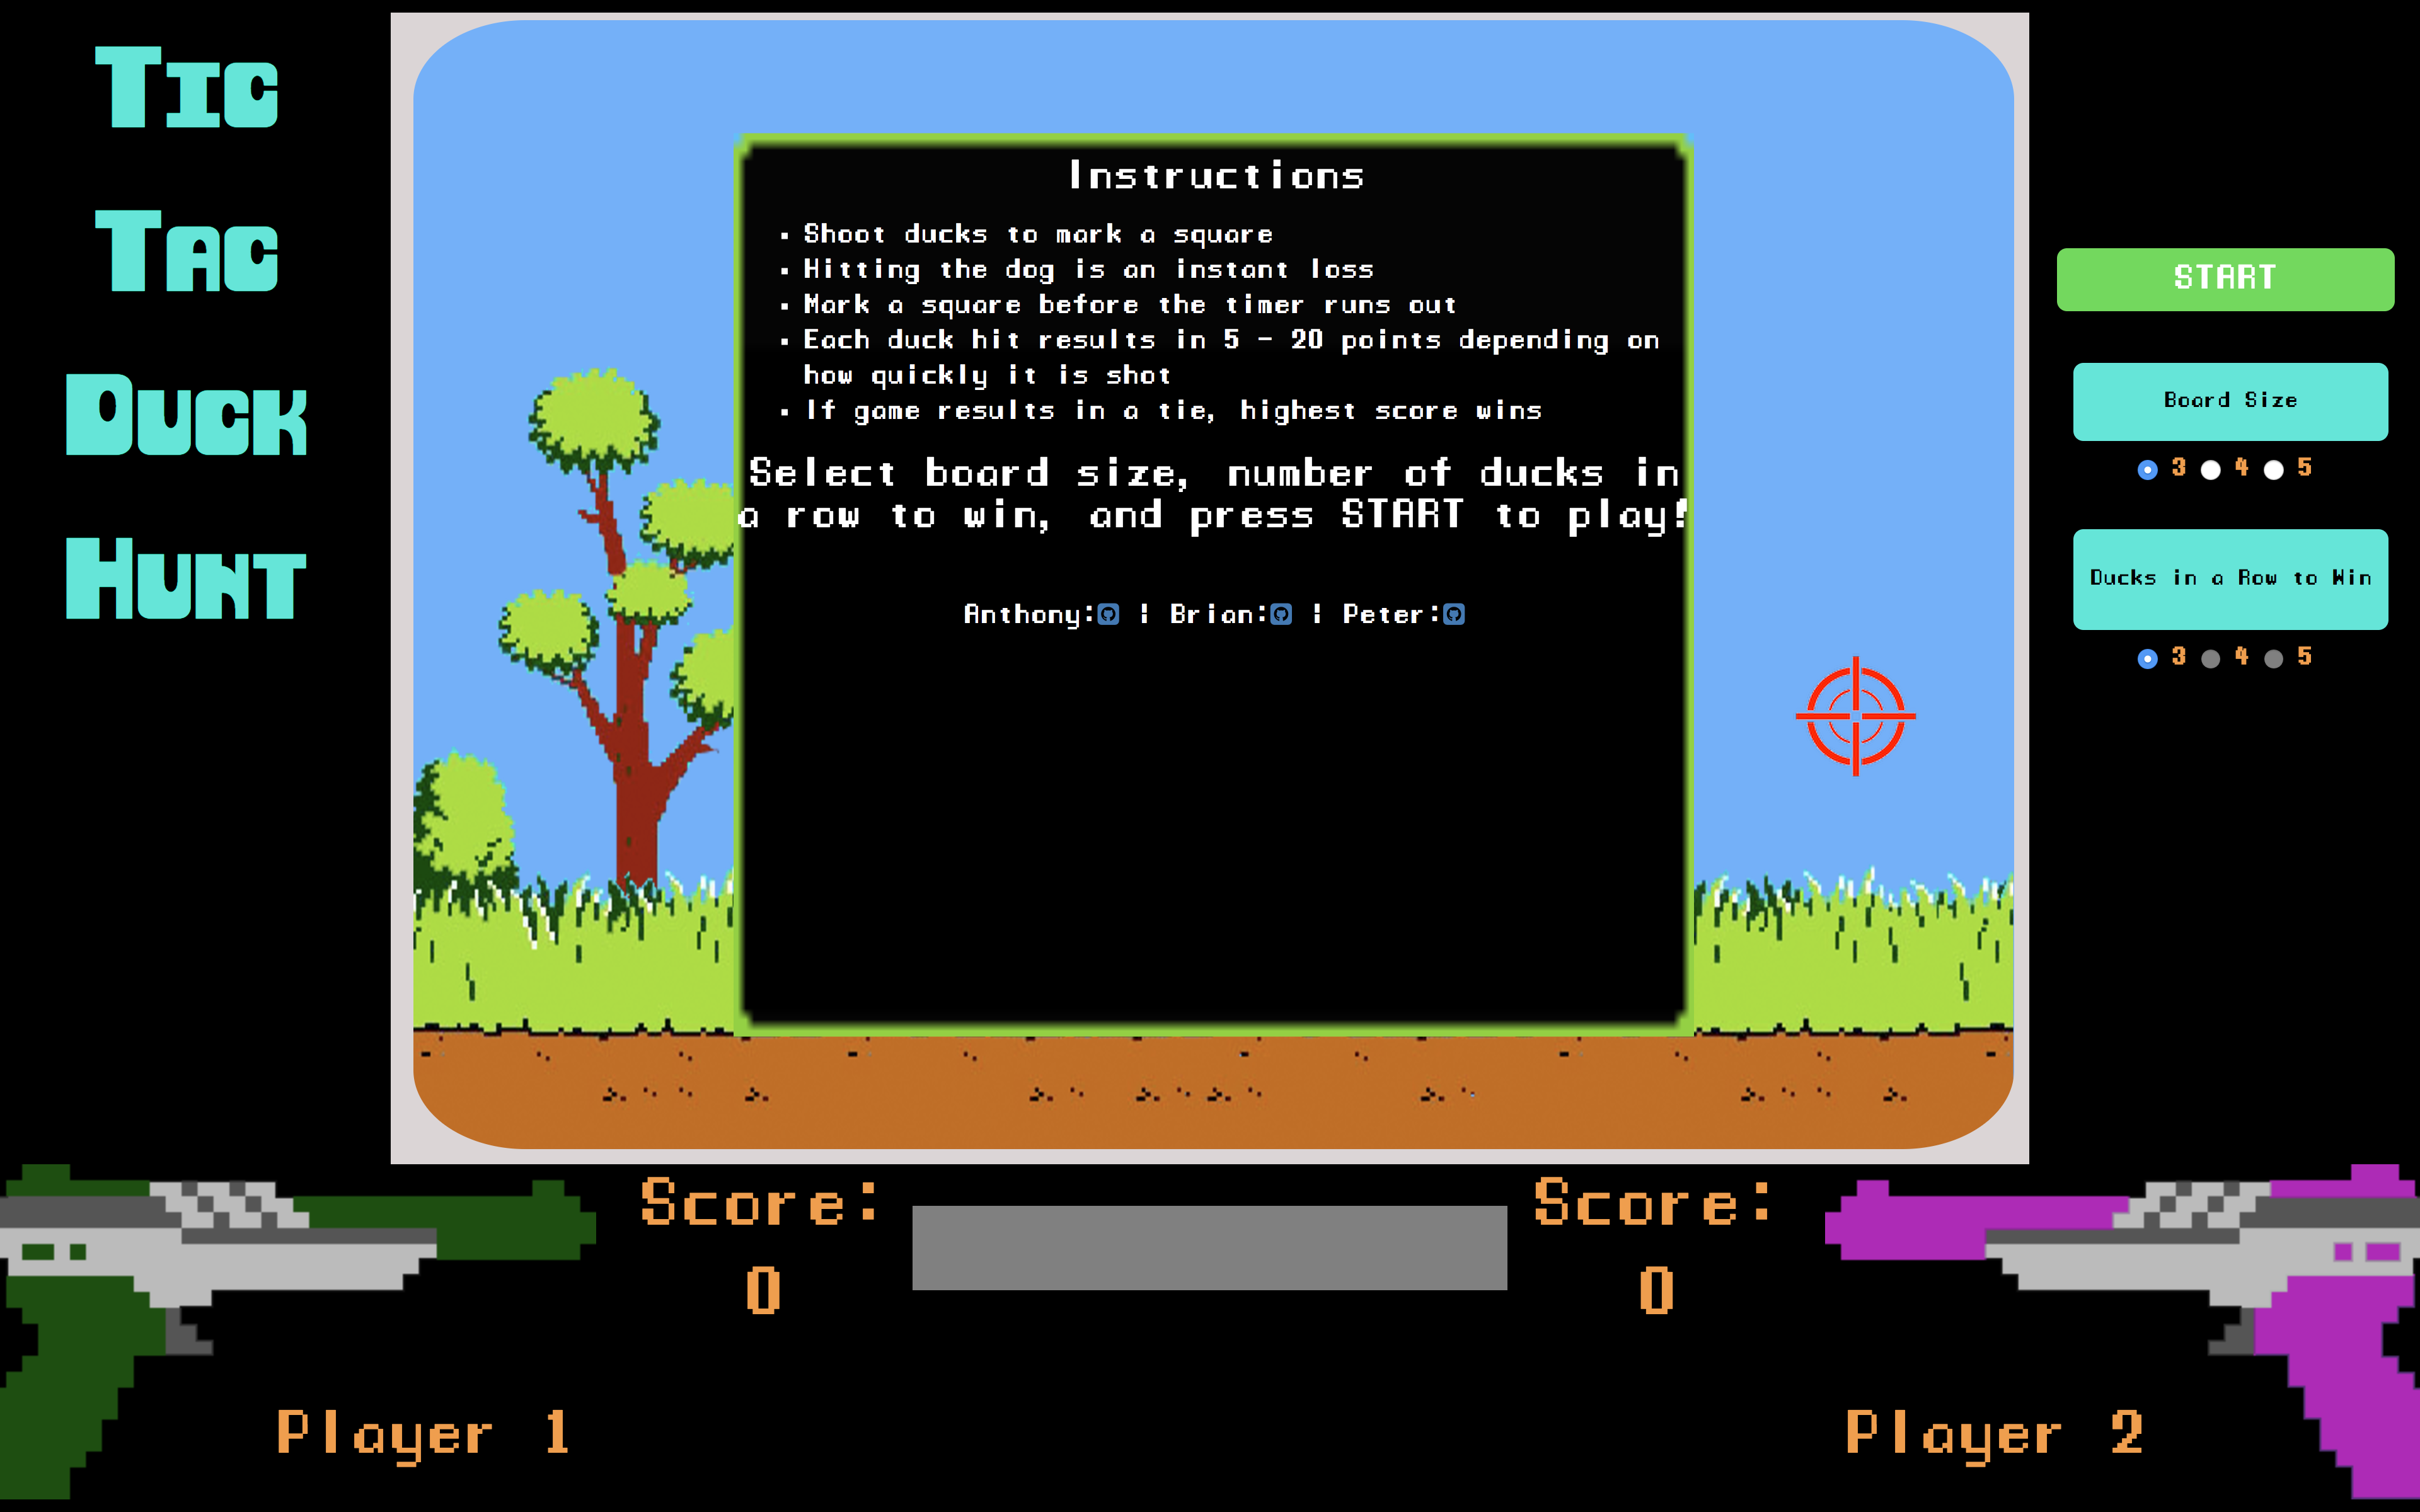 Tic
Tac
Duck
Hunt
Instructions
Shoot ducks to mark a square
Hitting the dog is an instant loss
Mark a square before the timer runs out
Each duck hit results in 5 - 20 points depending on
how quickly it is shot
If game results in a tie, highest score wins
Select board size, number of ducks in
a row to win, and press START to play!
Anthony: | Brian: | Peter:
START
Board Size
3 4 5
Ducks in a Row to Win
3 4 5
Score:
0
Score:
0
Player 1
Player 2